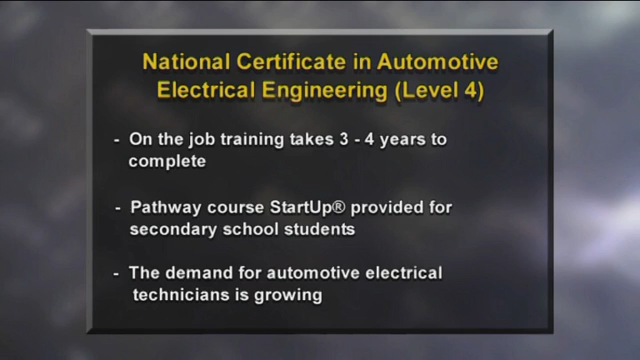 National Certificate in Automotive
Electrical Engineering (Level 4)
- On the job training takes 3 - 4 years to
complete
- Pathway course StartUp® provided for
secondary school students
- The demand for automotive electrical
technicians is growing